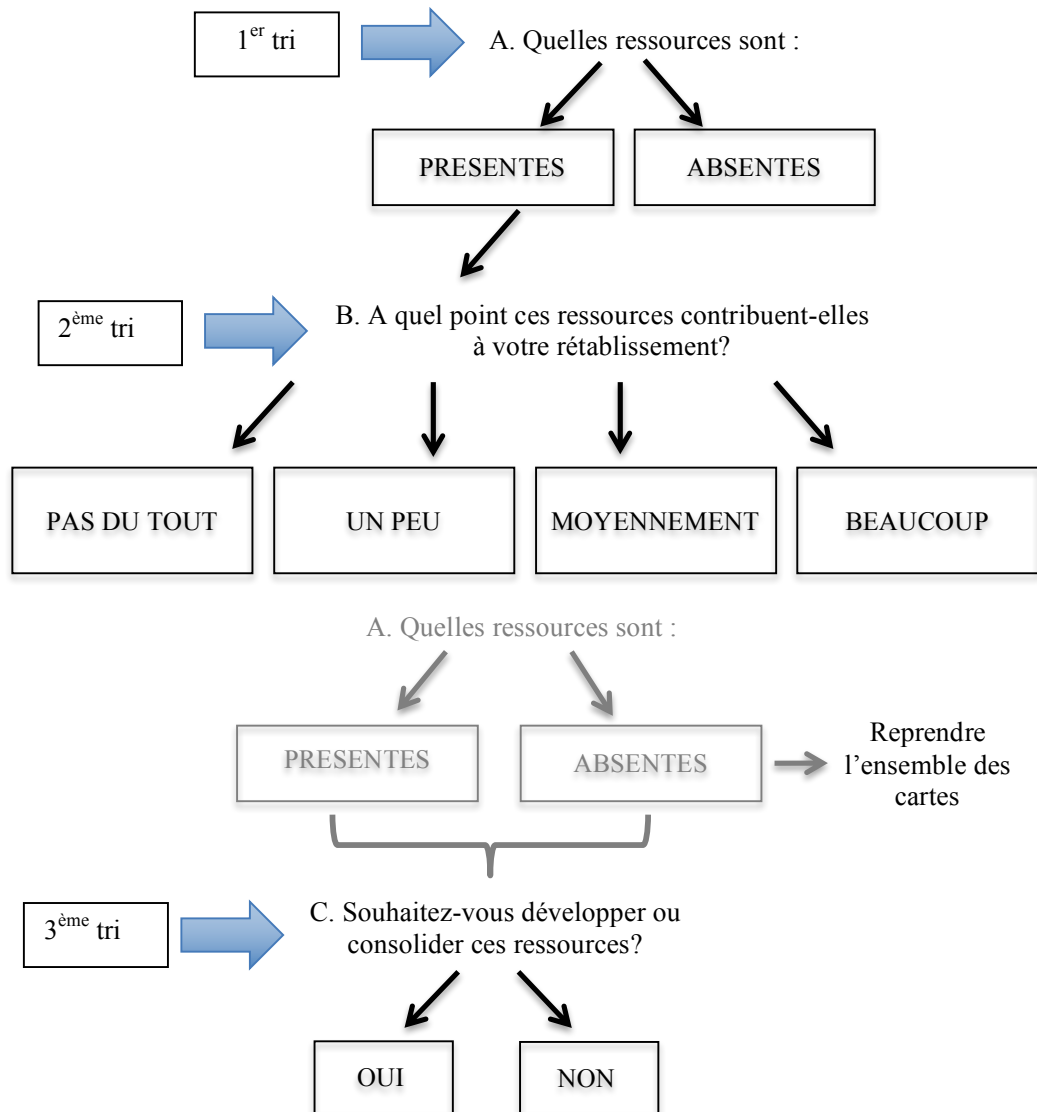 1er tri
A. Quelles ressources sont :
PRESENTES
ABSENTES
2ème tri
B. A quel point ces ressources contribuent-elles
à votre rétablissement?
PAS DU TOUT
UN PEU
MOYENNEMENT
BEAUCOUP
A. Quelles ressources sont :
PRESENTES
ABSENTES
Reprendre
l’ensemble des
cartes
3ème tri
C. Souhaitez-vous développer ou
consolider ces ressources?
OUI
NON